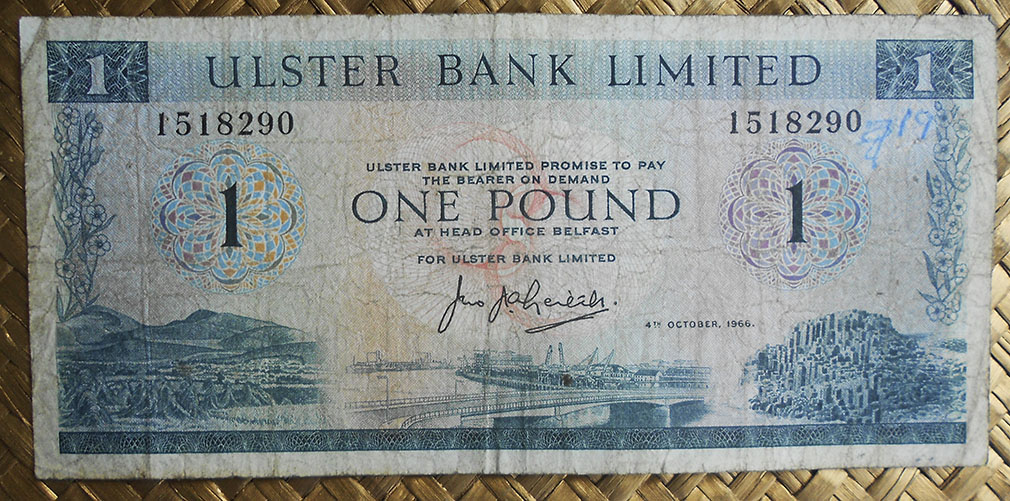 1 ULSTER BANK LIMITED 1
1518290 1518290
ULSTER BANK LIMITED PROMISE TO PAY
THE BEARER ON DEMAND
1 ONE POUND 1
AT HEAD OFFICE BELFAST
FOR ULSTER BANK LIMITED
4TH OCTOBER, 1966.